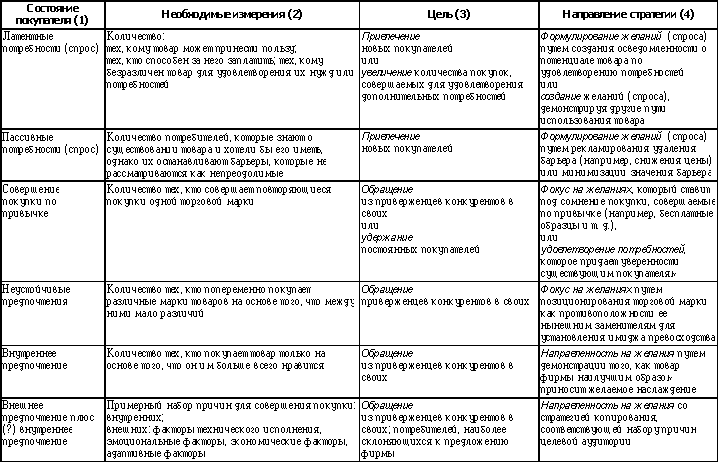 Состояние
покупателя (1)
Необходимые измерения (2)
Цель (3)
Направление стратегии (4)
Латентные
потребности (спрос)
Количество:
тех, кому товар может принести пользу;
тех, кто способен за него заплатить; тех, кому
безразличен товар для удовлетворения их нужд или
потребностей
Привлечение
новых покупателей
или
увеличение количества покупок,
совершаемых для удовлетворения
дополнительных потребностей
Формулирование желаний (спроса)
путем создания осведомленности о
потенциале товара по
удовлетворению потребностей
или
создание желаний (спроса),
демонстрируя другие пути
использования товара
Пассивные
потребности (спрос)
Количество потребителей, которые знают о
существовании товара и хотели бы его иметь,
однако их останавливают барьеры, которые не
рассматриваются как непреодолимые
Привлечение
новых покупателей
Формулирование желаний (спроса)
путем рекламирования удаления
барьера (например, снижения цены)
или минимизации значения барьера
Совершение
покупки по
привычке
Количество тех, кто совершает повторяющиеся
покупки одной торговой марки
Обращение
из приверженцев конкурентов в
своих
или
удержание
постоянных покупателей
Фокус на желаниях, который ставит
под сомнение покупки, совершаемые
по привычке (например, бесплатные
образцы и т. д.),
или
удовлетворение потребностей,
которое придает уверенности
существующим покупателям
Неустойчивые
предпочтения
Количество тех, кто попеременно покупает
различные марки товаров на основе того, что между
ними мало различий
Обращение
приверженцев конкурентов в своих
Фокус на желаниях путем
позиционирования торговой марки
как противоположности ее
нынешним заменителям для
установления имиджа превосходства
Внутреннее
предпочтение
Количество тех, кто покупает товар только на
основе того, что он им больше всего нравится
Обращение
из приверженцев конкурентов в
своих
Направленность на желания путем
демонстрации того, как товар
фирмы наилучшим образом
приносит желаемое наслаждение
Внешнее
предпочтение плюс
(?) внутреннее
предпочтение
Примерный набор причин для совершения покупки:
внутренних;
внешних: факторы технического исполнения,
эмоциональные факторы, экономические факторы,
адаптивные факторы
Обращение
из приверженцев конкурентов в
своих; потребителей, наиболее
склоняющихся к предложению
фирмы
Направленность на желания со
стратегией копирования,
соответствующей набору причин
целевой аудитории